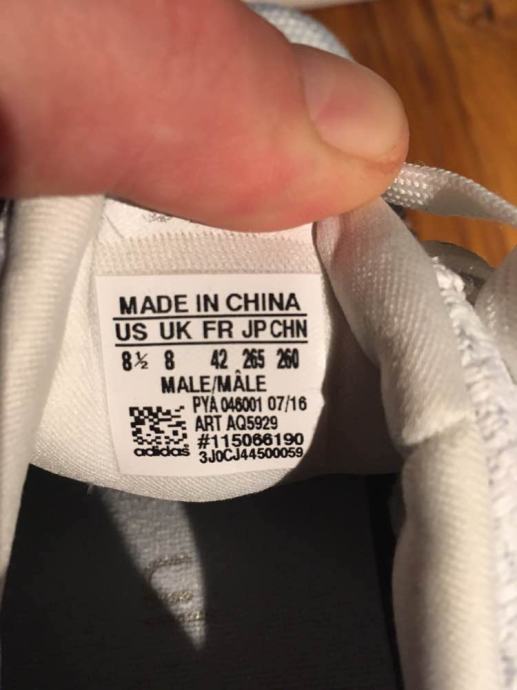 MADE IN CHINA
US UK FR JP CHN
8½ 8 42 265 260
MALE/MÂLE
PYA 046001 07/16
ART AQ5929
#115066190
adidas 3J0CJ44500059